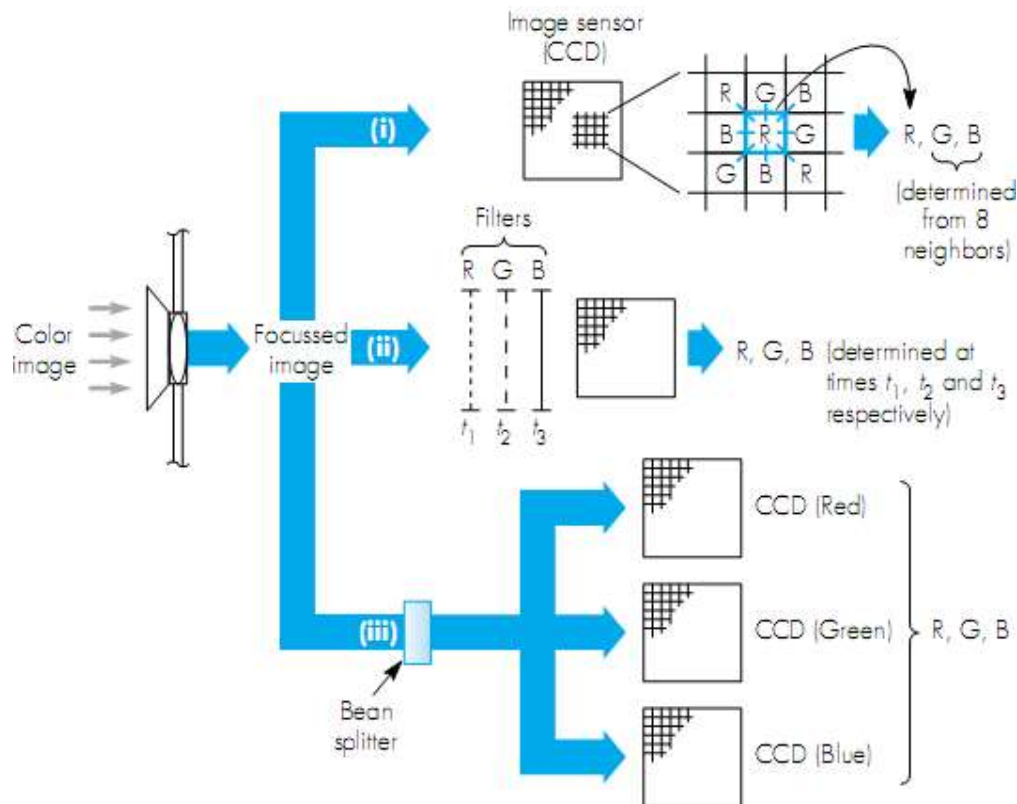 Image sensor
(CCD)
(i)
R G B
B R G
G B R
R, G, B
(determined
from 8
neighbors)
Color
image
Focussed
image
(ii)
Filters
R G B
t1 t2 t3
R, G, B (determined at
times t1, t2 and t3
respectively)
(iii)
Bean
splitter
CCD (Red)
CCD (Green)
CCD (Blue)
R, G, B